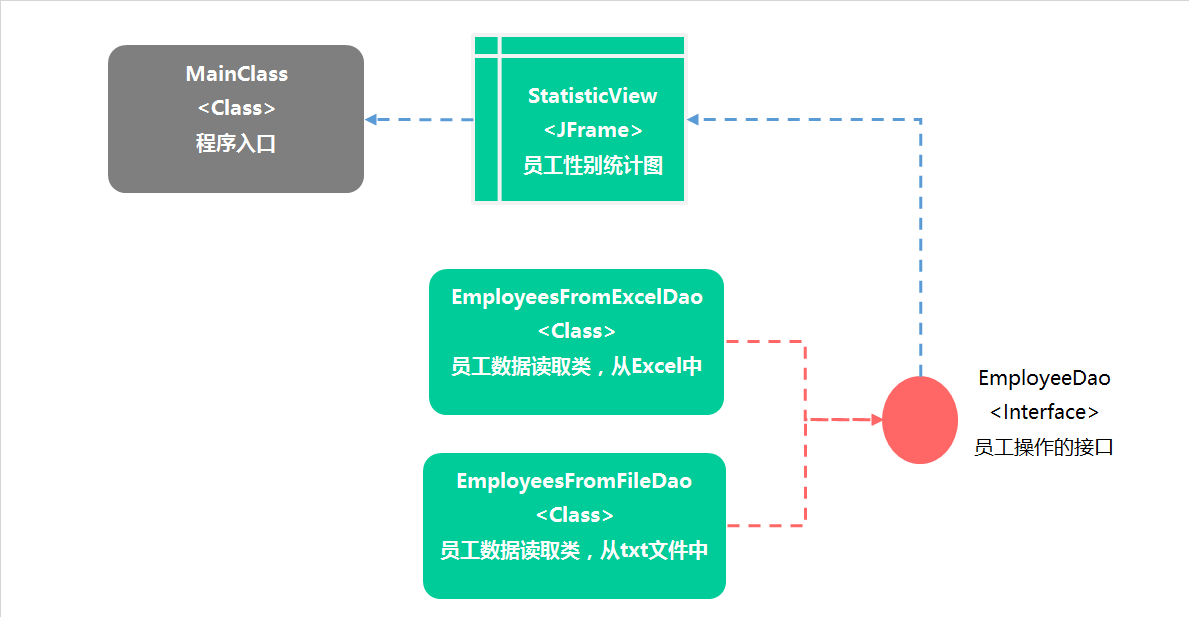 MainClass
<Class>
程序入口
StatisticView
<JFrame>
员工性别统计图
EmployeesFromExcelDao
<Class>
员工数据读取类，从Excel中
EmployeeDao
<Interface>
员工操作的接口
EmployeesFromFileDao
<Class>
员工数据读取类，从txt文件中